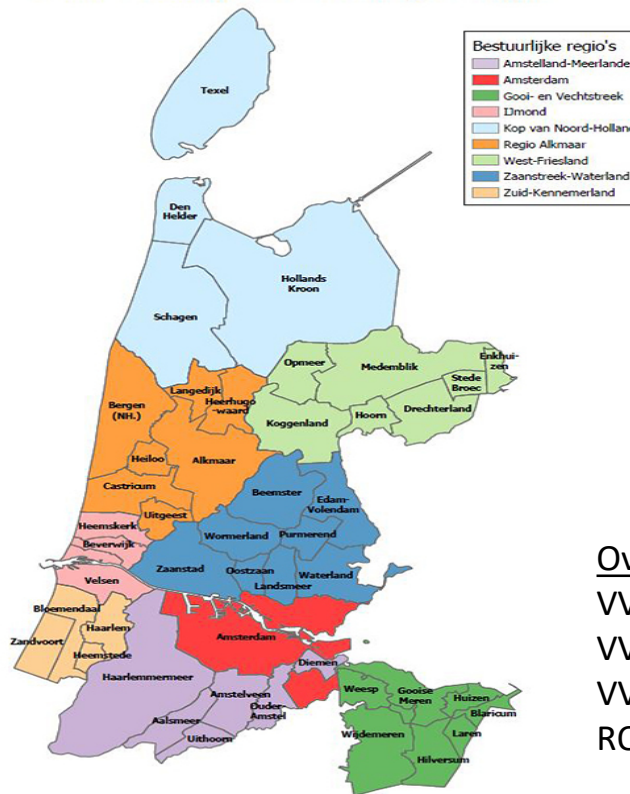 Texel
Bestuurlijke regio's
Amstelland-Meerlande
Amsterdam
Gooi- en Vechtstreek
IJmond
Kop van Noord-Holland
Regio Alkmaar
West-Friesland
Zaanstreek-Waterland
Zuid-Kennemerland
Den
Helder
Hollands
Kroon
Schagen
Opmeer
Medemblik
Enkhui-
zen
Stede
Broec
Drechterland
Hoorn
Koggenland
Langedijk
Heerhugo
-waard
Bergen
(NH.)
Heiloo
Alkmaar
Castricum
Uitgeest
Beemster
Edam-
Volendam
Wormerland
Purmerend
Zaanstad
Oostzaan
Landsmeer
Waterland
Heemskerk
Beverwijk
Velsen
Bloemendaal
Haarlem
Zandvoort
Heemstede
Haarlemmermeer
Amsterdam
Diemen
Amstelveen
Ouder-
Amstel
Aalsmeer
Uithoorn
Weesp
Gooise
Meren
Huizen
Blaricum
Laren
Wijdemeren
Hilversum
Ov
VV
VV
VV
RO